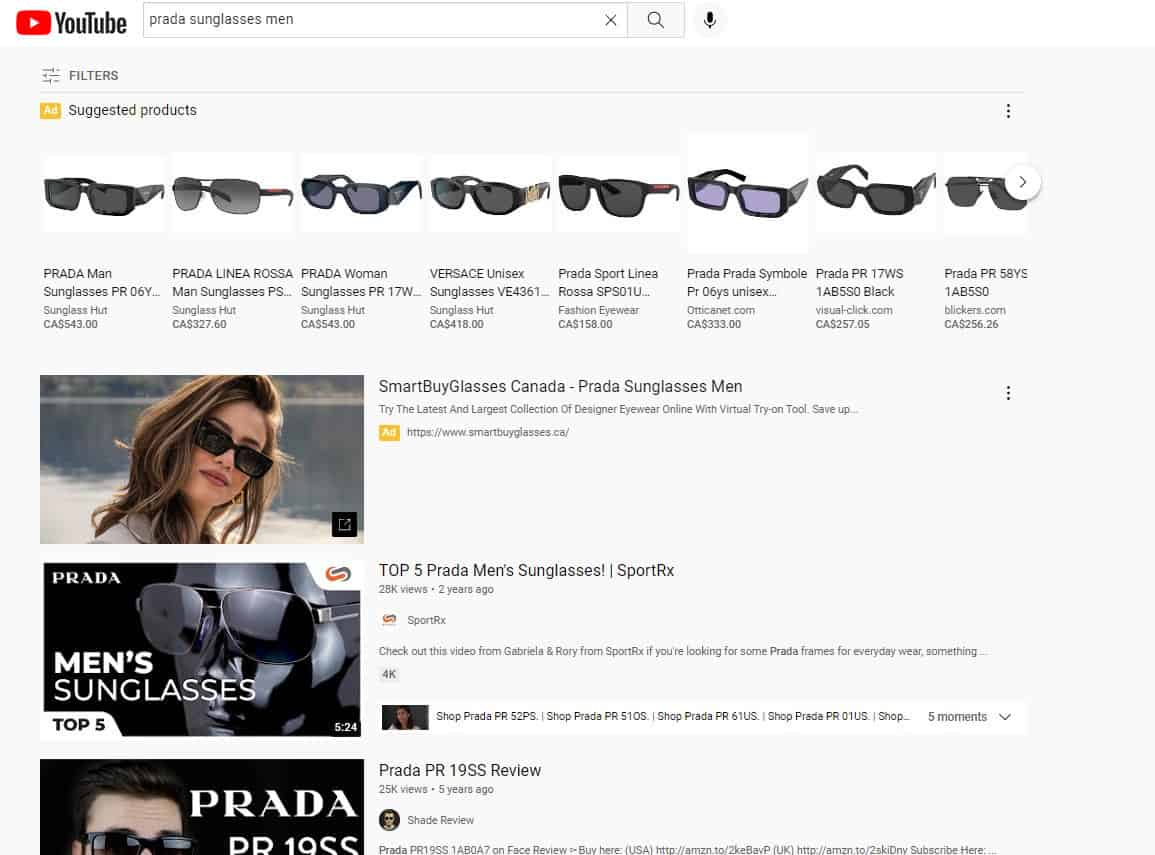 YouTube
prada sunglasses men
FILTERS
Ad Suggested products
PRADA Man
Sunglasses PR 06Y...
Sunglass Hut
CA$543.00
PRADA LINEA ROSSA
Man Sunglasses PS...
Sunglass Hut
CA$327.60
PRADA Woman
Sunglasses PR 17W...
Sunglass Hut
CA$543.00
VERSACE Unisex
Sunglasses VE4361...
Sunglass Hut
CA$418.00
Prada Sport Linea
Rossa SPS01U...
Fashion Eyewear
CA$158.00
Prada Prada Symbole
Pr 06ys unisex...
Otticanet.com
CA$333.00
Prada PR 17WS
1AB5S0 Black
visual-click.com
CA$257.05
Prada PR 58YS
1AB5S0
blickers.com
CA$256.26
SmartBuyGlasses Canada - Prada Sunglasses Men
Try The Latest And Largest Collection Of Designer Eyewear Online With Virtual Try-on Tool. Save up...
Ad https://www.smartbuyglasses.ca/
PRADA
MEN'S
SUNGLASSES
TOP 5
5:24
TOP 5 Prada Men's Sunglasses! | SportRx
28K views • 2 years ago
SportRx
Check out this video from Gabriela & Rory from SportRx if you're looking for some Prada frames for everyday wear, something ...
4K
Shop Prada PR 52PS. | Shop Prada PR 51OS. | Shop Prada PR 61US. | Shop Prada PR 01US. | Shop...
5 moments
PRADA
PR 19SS
Prada PR 19SS Review
25K views • 5 years ago
Shade Review
Prada PR19SS 1AB0A7 on Face Review ➣ Buy here: (USA) http://amzn.to/2keBavP (UK) http://amzn.to/2skiDny Subscribe Here: ...